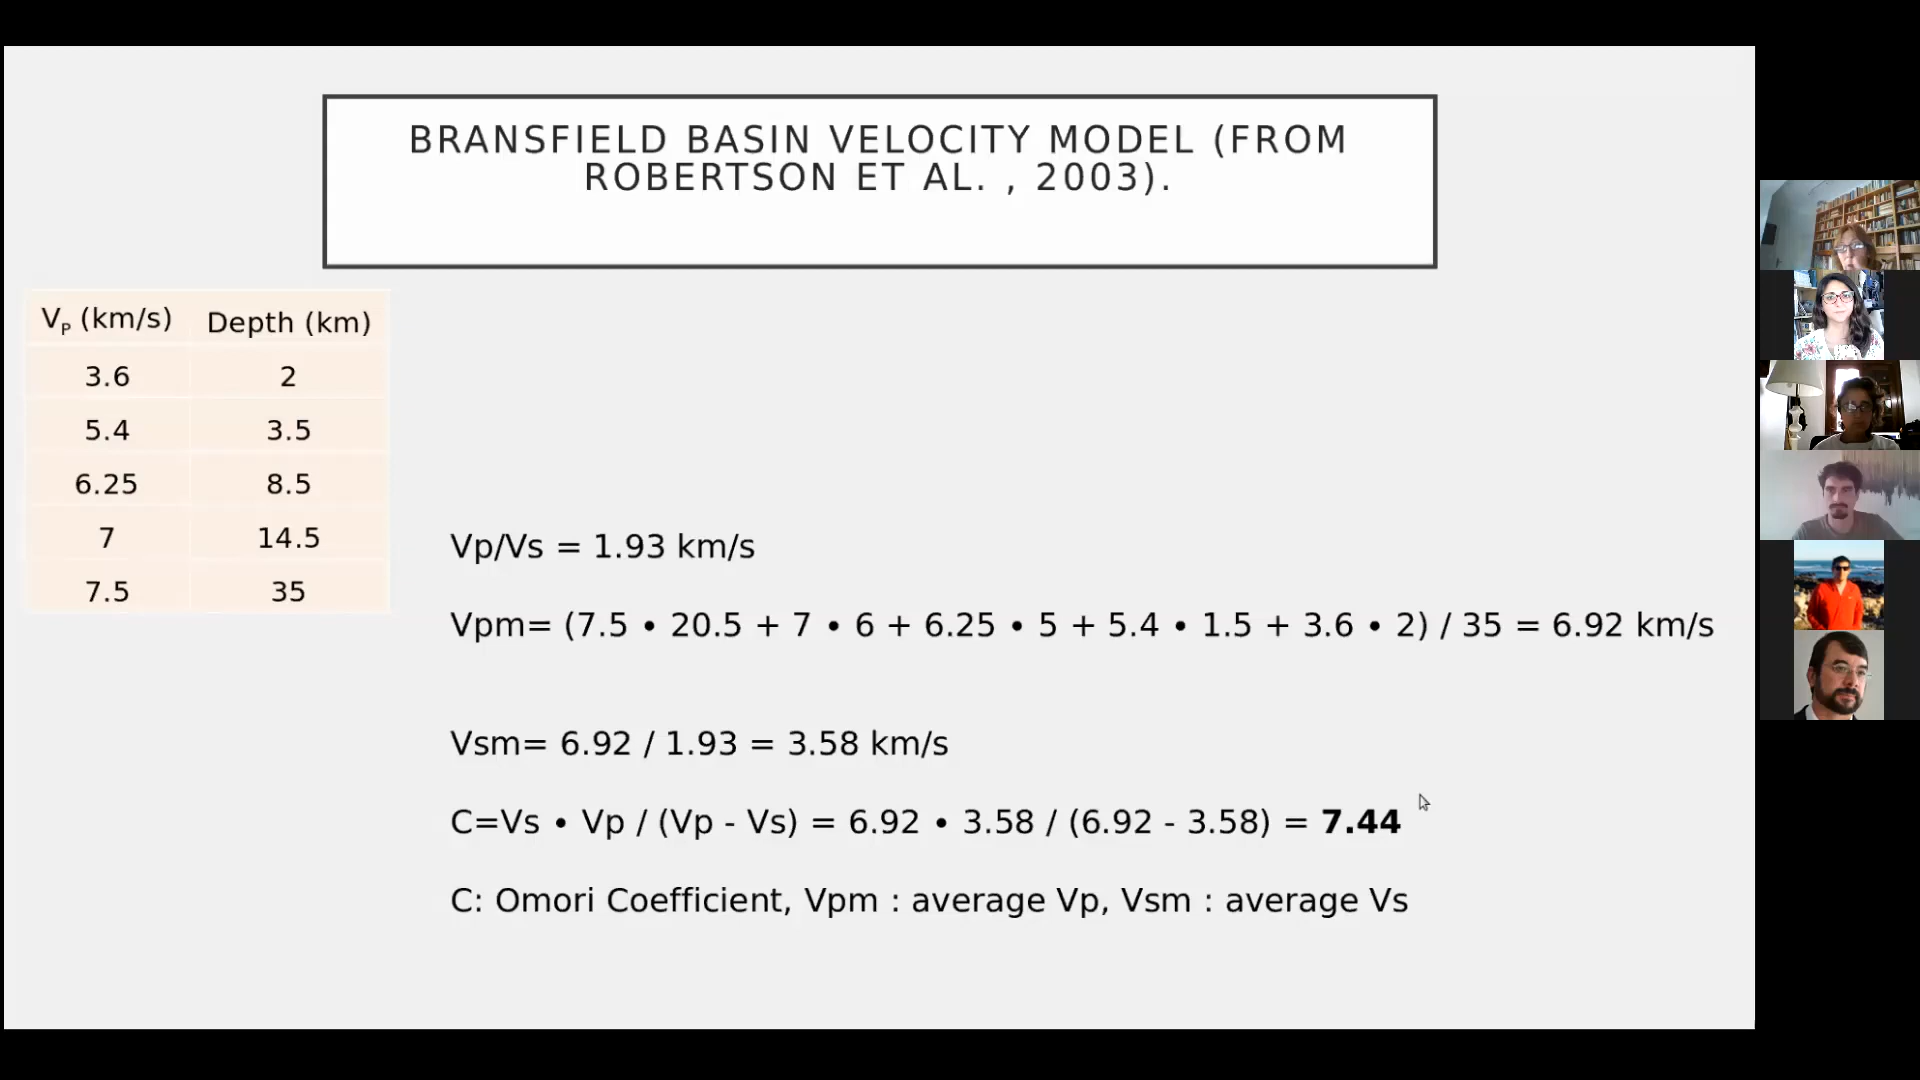 BRANSFIELD BASIN VELOCITY MODEL (FROM
ROBERTSON ET AL. , 2003).
VP (km/s) Depth (km)
3.6 2
5.4 3.5
6.25 8.5
7 14.5
7.5 35
Vp/Vs = 1.93 km/s
Vpm= (7.5 • 20.5 + 7 • 6 + 6.25 • 5 + 5.4 • 1.5 + 3.6 • 2) / 35 = 6.92 km/s
Vsm= 6.92 / 1.93 = 3.58 km/s
C=Vs • Vp / (Vp - Vs) = 6.92 • 3.58 / (6.92 - 3.58) = 7.44
C: Omori Coefficient, Vpm : average Vp, Vsm : average Vs